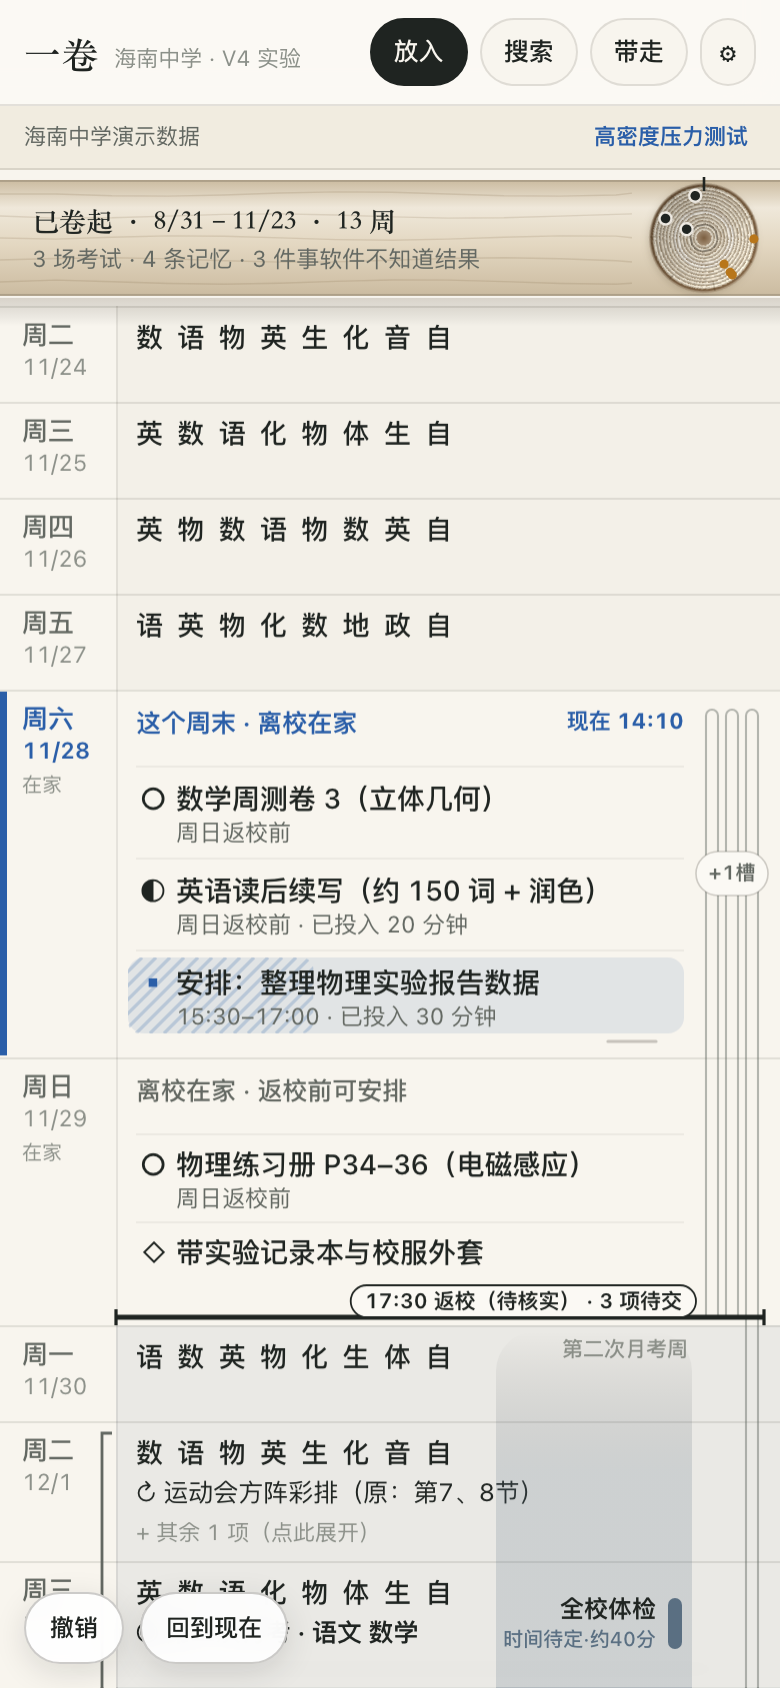 一卷 海南中学 · V4 实验 放入 搜索 带走
海南中学演示数据 高密度压力测试
已卷起 · 8/31 – 11/23 · 13 周
3 场考试 · 4 条记忆 · 3 件事软件不知道结果
周二 数 语 物 英 生 化 音 自
11/24
周三 英 数 语 化 物 体 生 自
11/25
周四 英 物 数 语 物 数 英 自
11/26
周五 语 英 物 化 数 地 政 自
11/27
周六 这个周末 · 离校在家 现在 14:10
11/28
在家
数学周测卷 3（立体几何）
周日返校前
+1槽
英语读后续写（约 150 词 + 润色）
周日返校前 · 已投入 20 分钟
安排：整理物理实验报告数据
15:30–17:00 · 已投入 30 分钟
周日 离校在家 · 返校前可安排
11/29
在家
物理练习册 P34–36（电磁感应）
周日返校前
带实验记录本与校服外套
17:30 返校（待核实） · 3 项待交
周一 语 数 英 物 化 生 体 自 第二次月考周
11/30
周二 数 语 物 英 生 化 音 自
12/1
运动会方阵彩排（原：第7、8节）
+ 其余 1 项（点此展开）
周三 英 数 语 化 物 体 生 自
全校体检
撤销 回到现在 · 语文 数学
时间待定·约40分